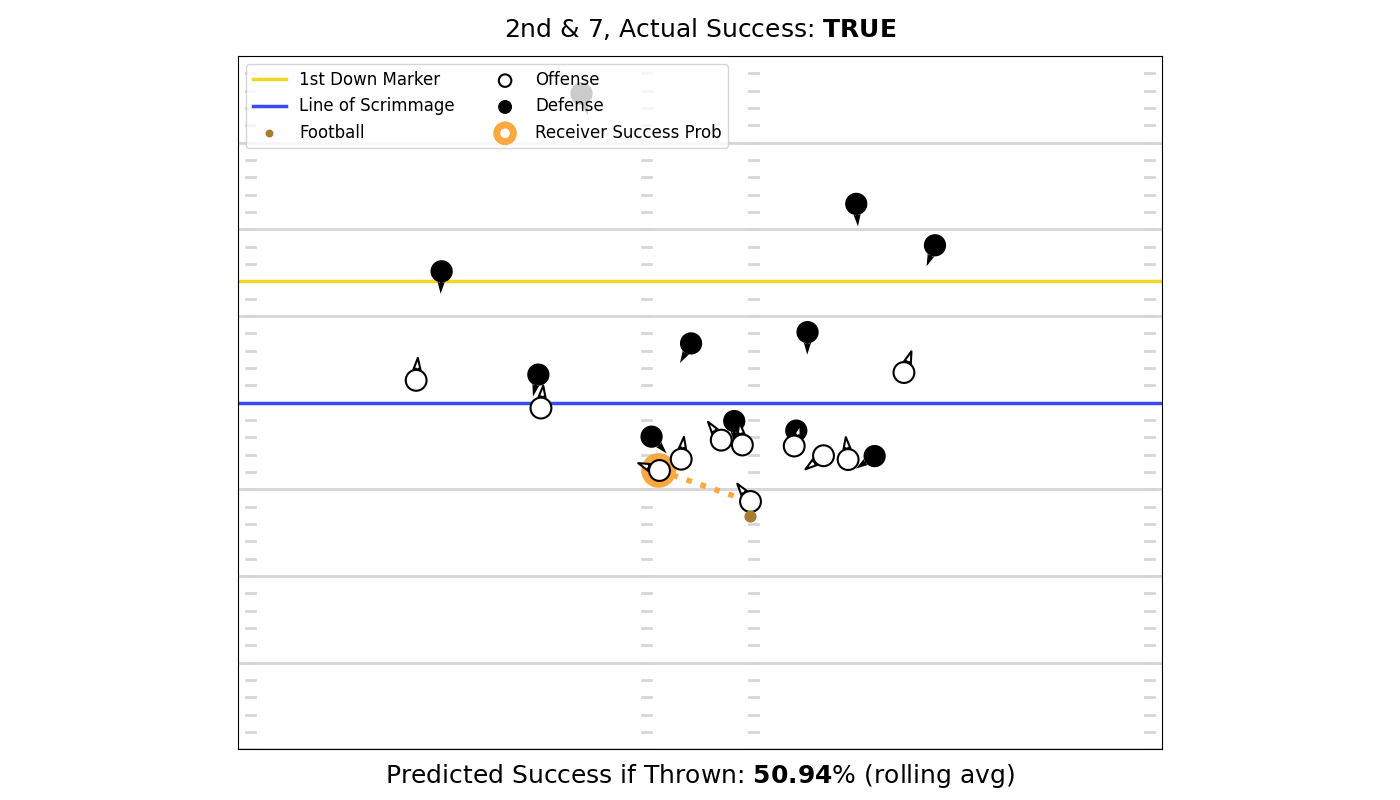 2nd & 7, Actual Success: TRUE
1st Down Marker
Line of Scrimmage
Football
Offense
Defense
Receiver Success Prob
Predicted Success if Thrown: 50.94% (rolling avg)